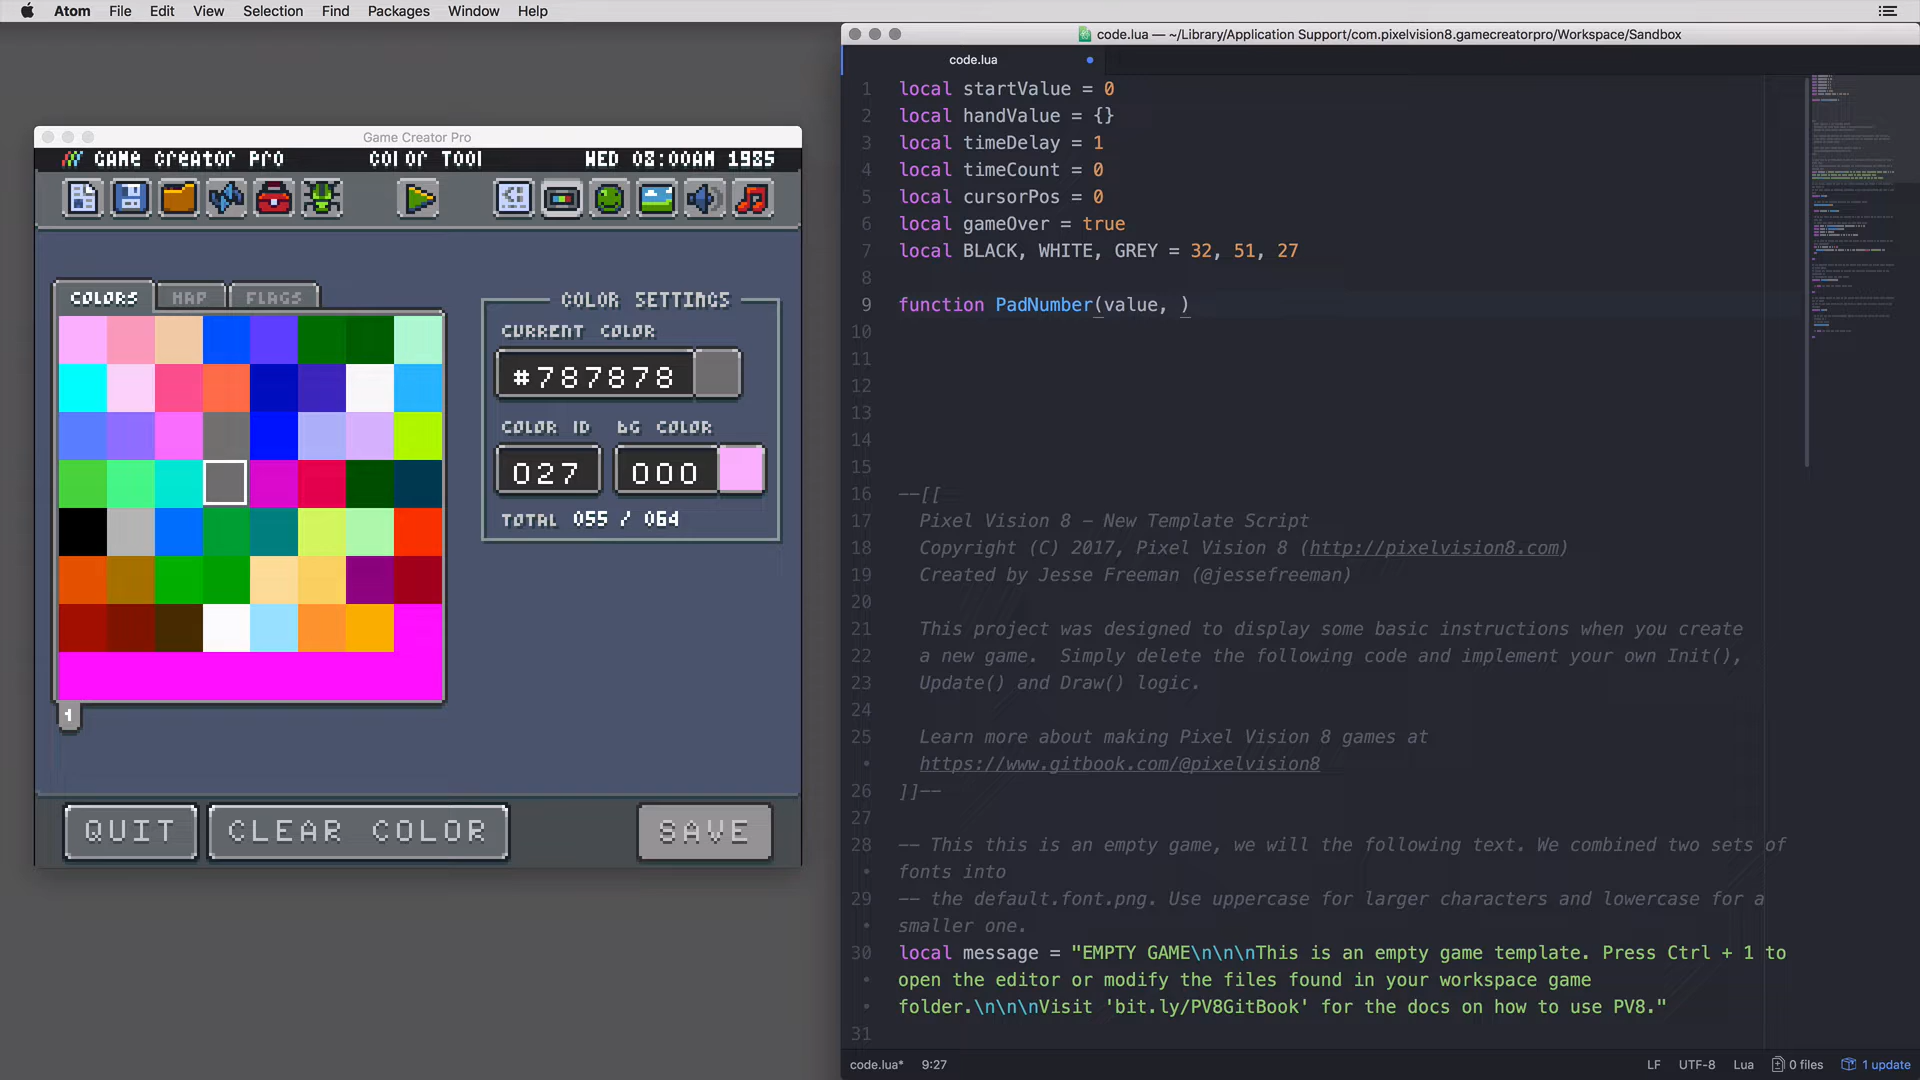 Atom File Edit View Selection Find Packages Window Help
Game Creator Pro
GAME CREATOR PRO COLOR TOOL WED 08:00AM 1985
COLORS MAP FLAGS
COLOR SETTINGS
CURRENT COLOR
#787878
COLOR ID BG COLOR
027 000
TOTAL 055 / 064
1
QUIT CLEAR COLOR SAVE
code.lua — ~/Library/Application Support/com.pixelvision8.gamecreatorpro/Workspace/Sandbox
code.lua
1 local startValue = 0
2 local handValue = {}
3 local timeDelay = 1
4 local timeCount = 0
5 local cursorPos = 0
6 local gameOver = true
7 local BLACK, WHITE, GREY = 32, 51, 27
8
9 function PadNumber(value, )
10
11
12
13
14
15
16 --[[
17 Pixel Vision 8 - New Template Script
18 Copyright (C) 2017, Pixel Vision 8 (http://pixelvision8.com)
19 Created by Jesse Freeman (@jessefreeman)
20
21 This project was designed to display some basic instructions when you create
22 a new game.  Simply delete the following code and implement your own Init(),
23 Update() and Draw() logic.
24
25 Learn more about making Pixel Vision 8 games at
• https://www.gitbook.com/@pixelvision8
26 ]]--
27
28 -- This this is an empty game, we will the following text. We combined two sets of
• fonts into
29 -- the default.font.png. Use uppercase for larger characters and lowercase for a
• smaller one.
30 local message = "EMPTY GAME\n\n\nThis is an empty game template. Press Ctrl + 1 to
• open the editor or modify the files found in your workspace game
• folder.\n\n\nVisit 'bit.ly/PV8GitBook' for the docs on how to use PV8."
31
code.lua* 9:27 LF UTF-8 Lua 0 files 1 update